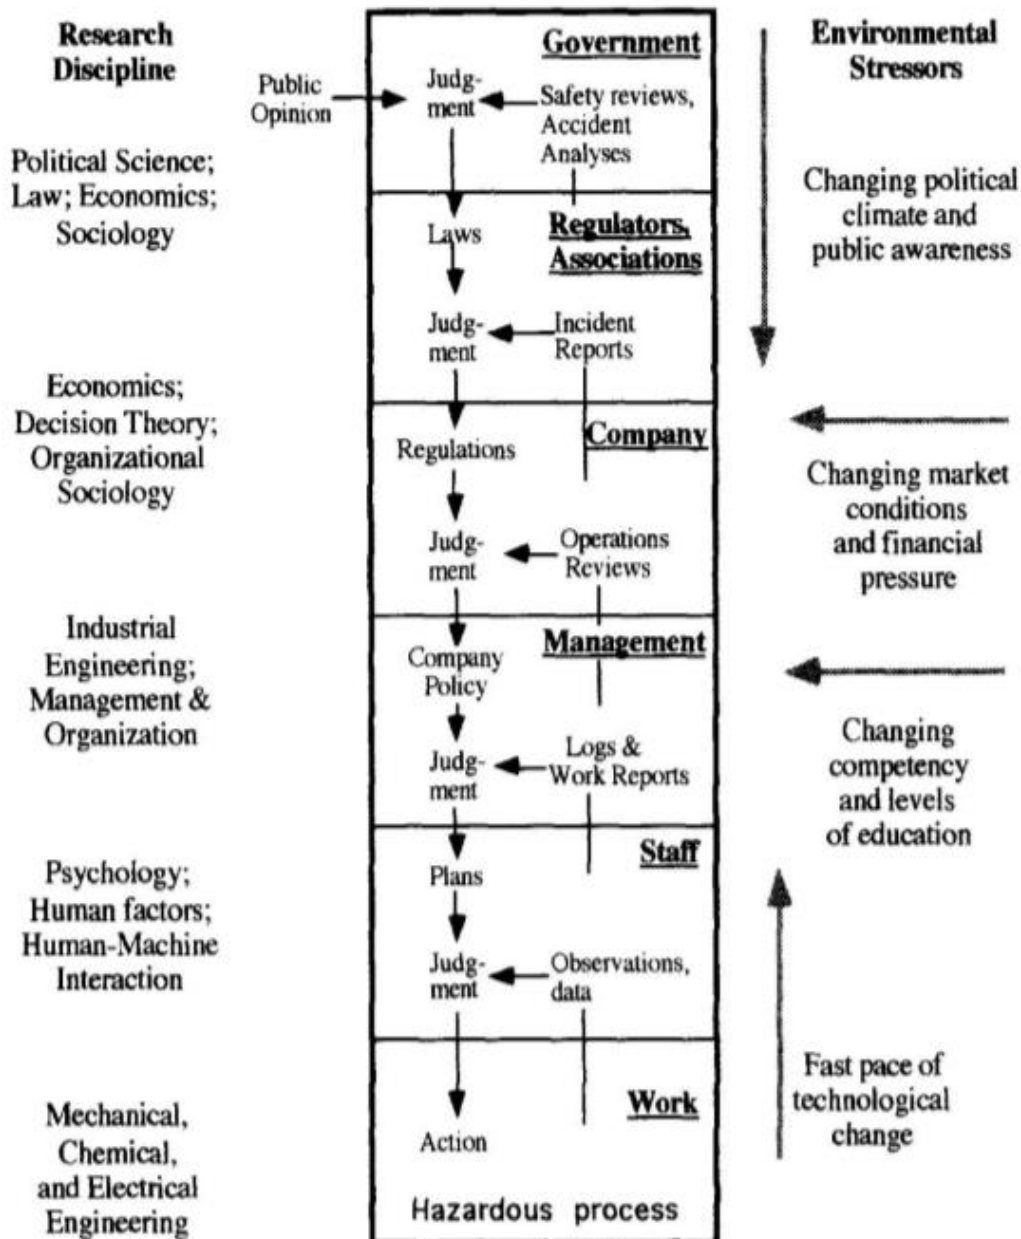 Research
Discipline
Political Science;
Law; Economics;
Sociology
Economics;
Decision Theory;
Organizational
Sociology
Industrial
Engineering;
Management &
Organization
Psychology;
Human factors;
Human-Machine
Interaction
Mechanical,
Chemical,
and Electrical
Engineering
Public
Opinion
Government
Judg-
ment
Safety reviews,
Accident
Analyses
Regulators,
Associations
Laws
Judg-
ment
Incident
Reports
Company
Regulations
Judg-
ment
Operations
Reviews
Management
Company
Policy
Judg-
ment
Logs &
Work Reports
Staff
Plans
Judg-
ment
Observations,
data
Work
Action
Hazardous process
Environmental
Stressors
Changing political
climate and
public awareness
Changing market
conditions
and financial
pressure
Changing
competency
and levels
of education
Fast pace of
technological
change